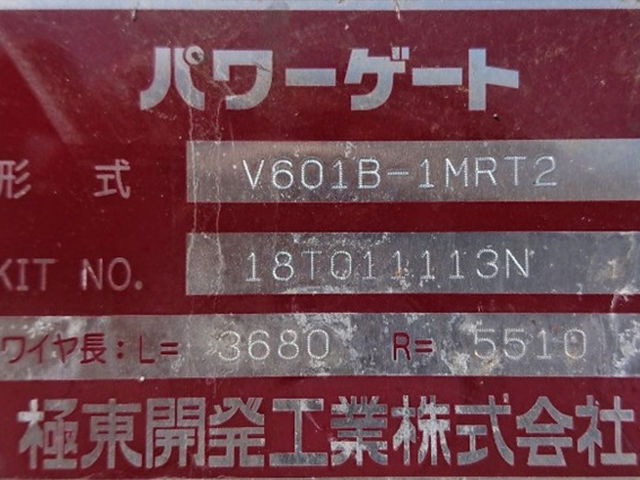 パワーゲート
形 式 V601B-1MRT2
KIT NO. 18T011113N
ワイヤ長:L= 3680 R= 5510
極東開発工業株式会社